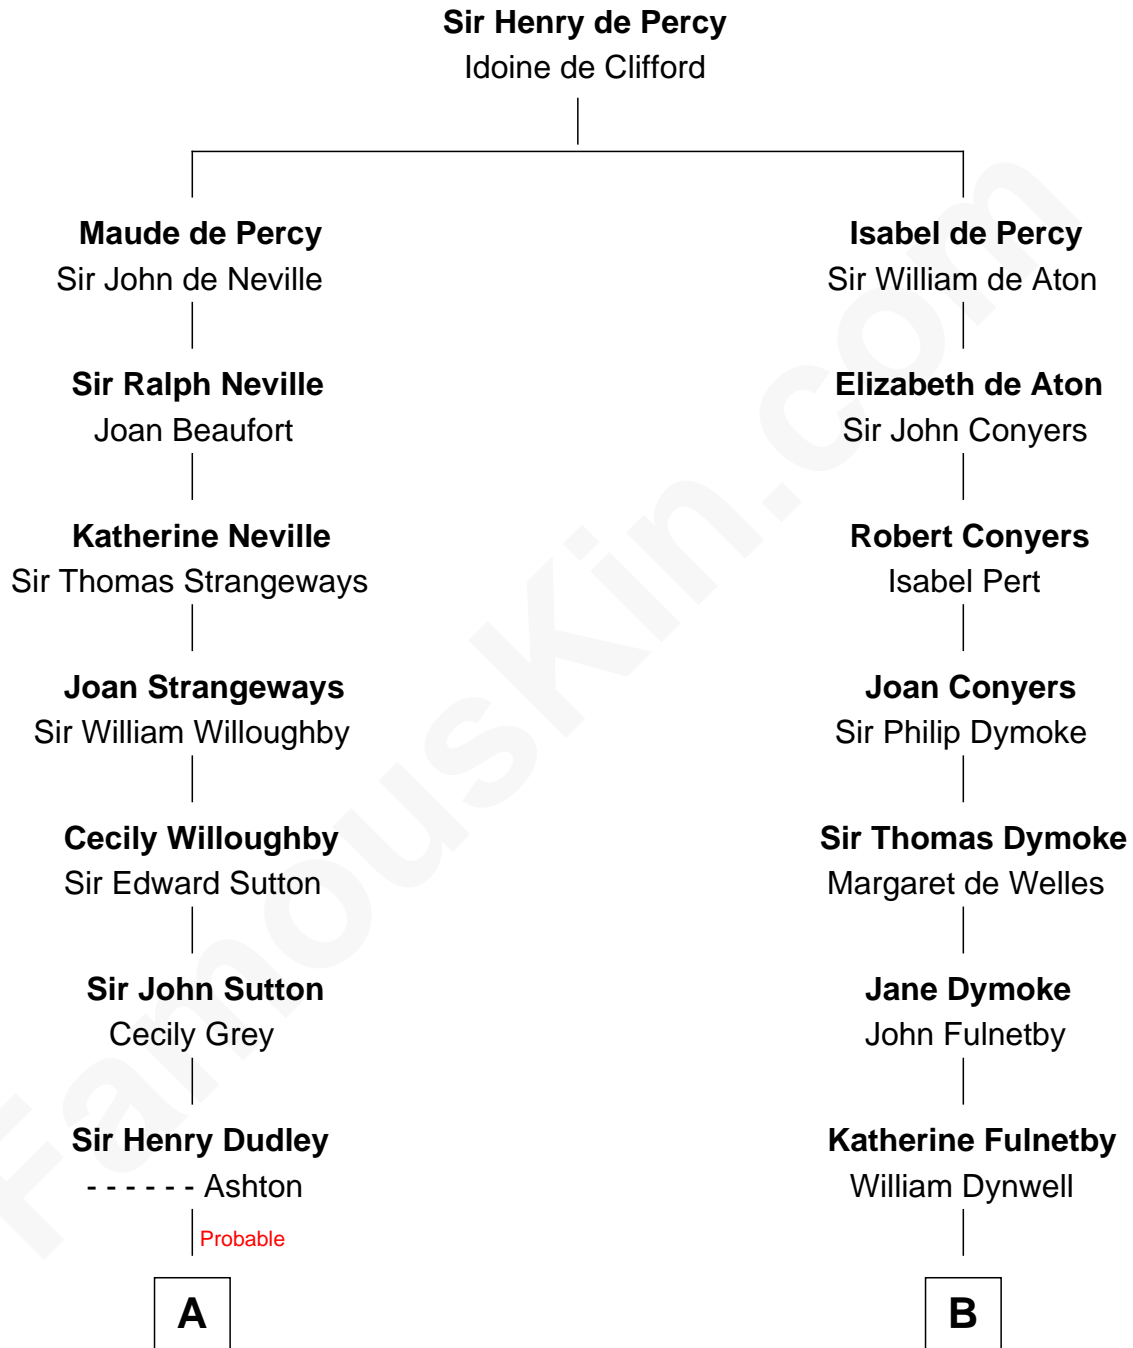 Sir Henry de Percy
Idoine de Clifford
Maude de Percy
Sir John de Neville
Isabel de Percy
Sir William de Aton
Sir Ralph Neville
Joan Beaufort
Elizabeth de Aton
Sir John Conyers
Katherine Neville
Sir Thomas Strangeways
Robert Conyers
Isabel Pert
Joan Strangeways
Sir William Willoughby
Joan Conyers
Sir Philip Dymoke
Cecily Willoughby
Sir Edward Sutton
Sir Thomas Dymoke
Margaret de Welles
Sir John Sutton
Cecily Grey
Jane Dymoke
John Fulnetby
Sir Henry Dudley
- - - - - - Ashton
Probable
Katherine Fulnetby
William Dynwell
A
B
FamousKin.com